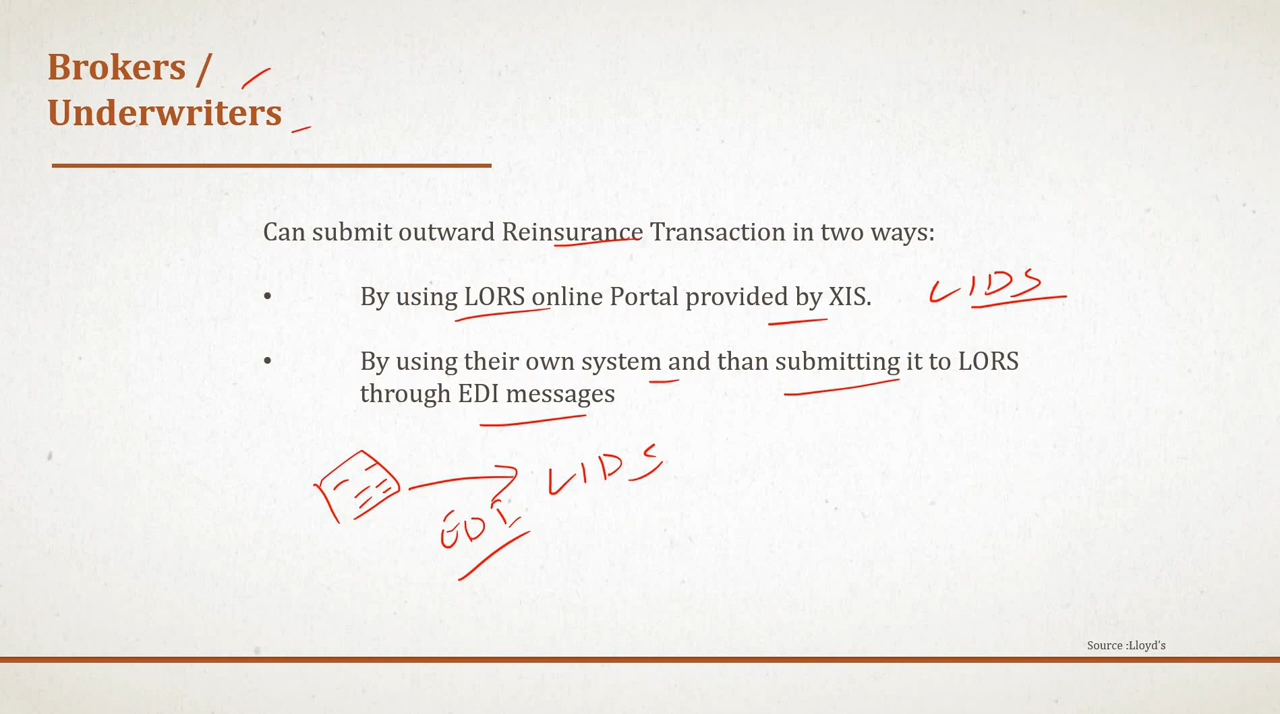 Brokers /
Underwriters
Can submit outward Reinsurance Transaction in two ways:
• By using LORS online Portal provided by XIS.
LIDS
• By using their own system and than submitting it to LORS
through EDI messages
LIDS
EDI
Source :Lloyd's